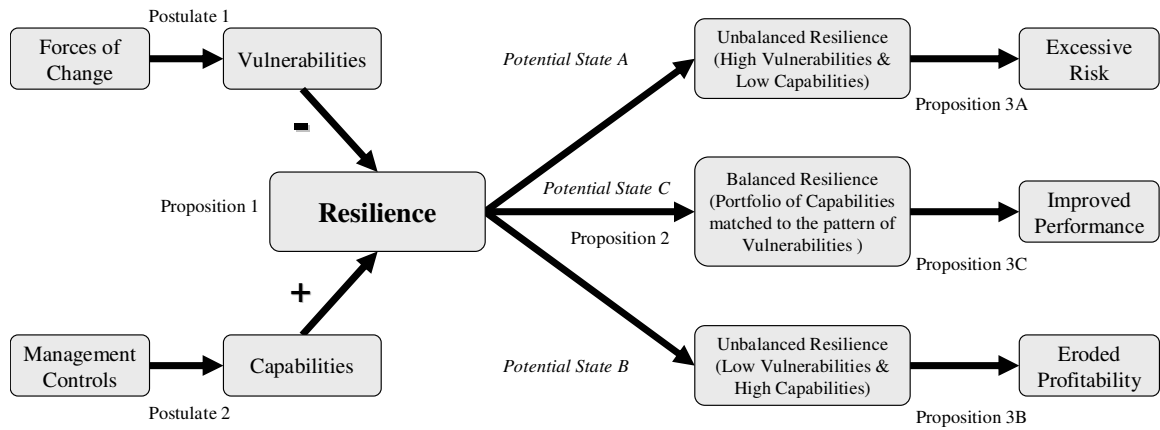 Postulate 1
Forces of
Change
Vulnerabilities
-
Proposition 1
Resilience
+
Management
Controls
Capabilities
Postulate 2
Potential State A
Unbalanced Resilience
(High Vulnerabilities &
Low Capabilities)
Excessive
Risk
Proposition 3A
Potential State C
Proposition 2
Balanced Resilience
(Portfolio of Capabilities
matched to the pattern of
Vulnerabilities )
Improved
Performance
Proposition 3C
Potential State B
Unbalanced Resilience
(Low Vulnerabilities &
High Capabilities)
Eroded
Profitability
Proposition 3B